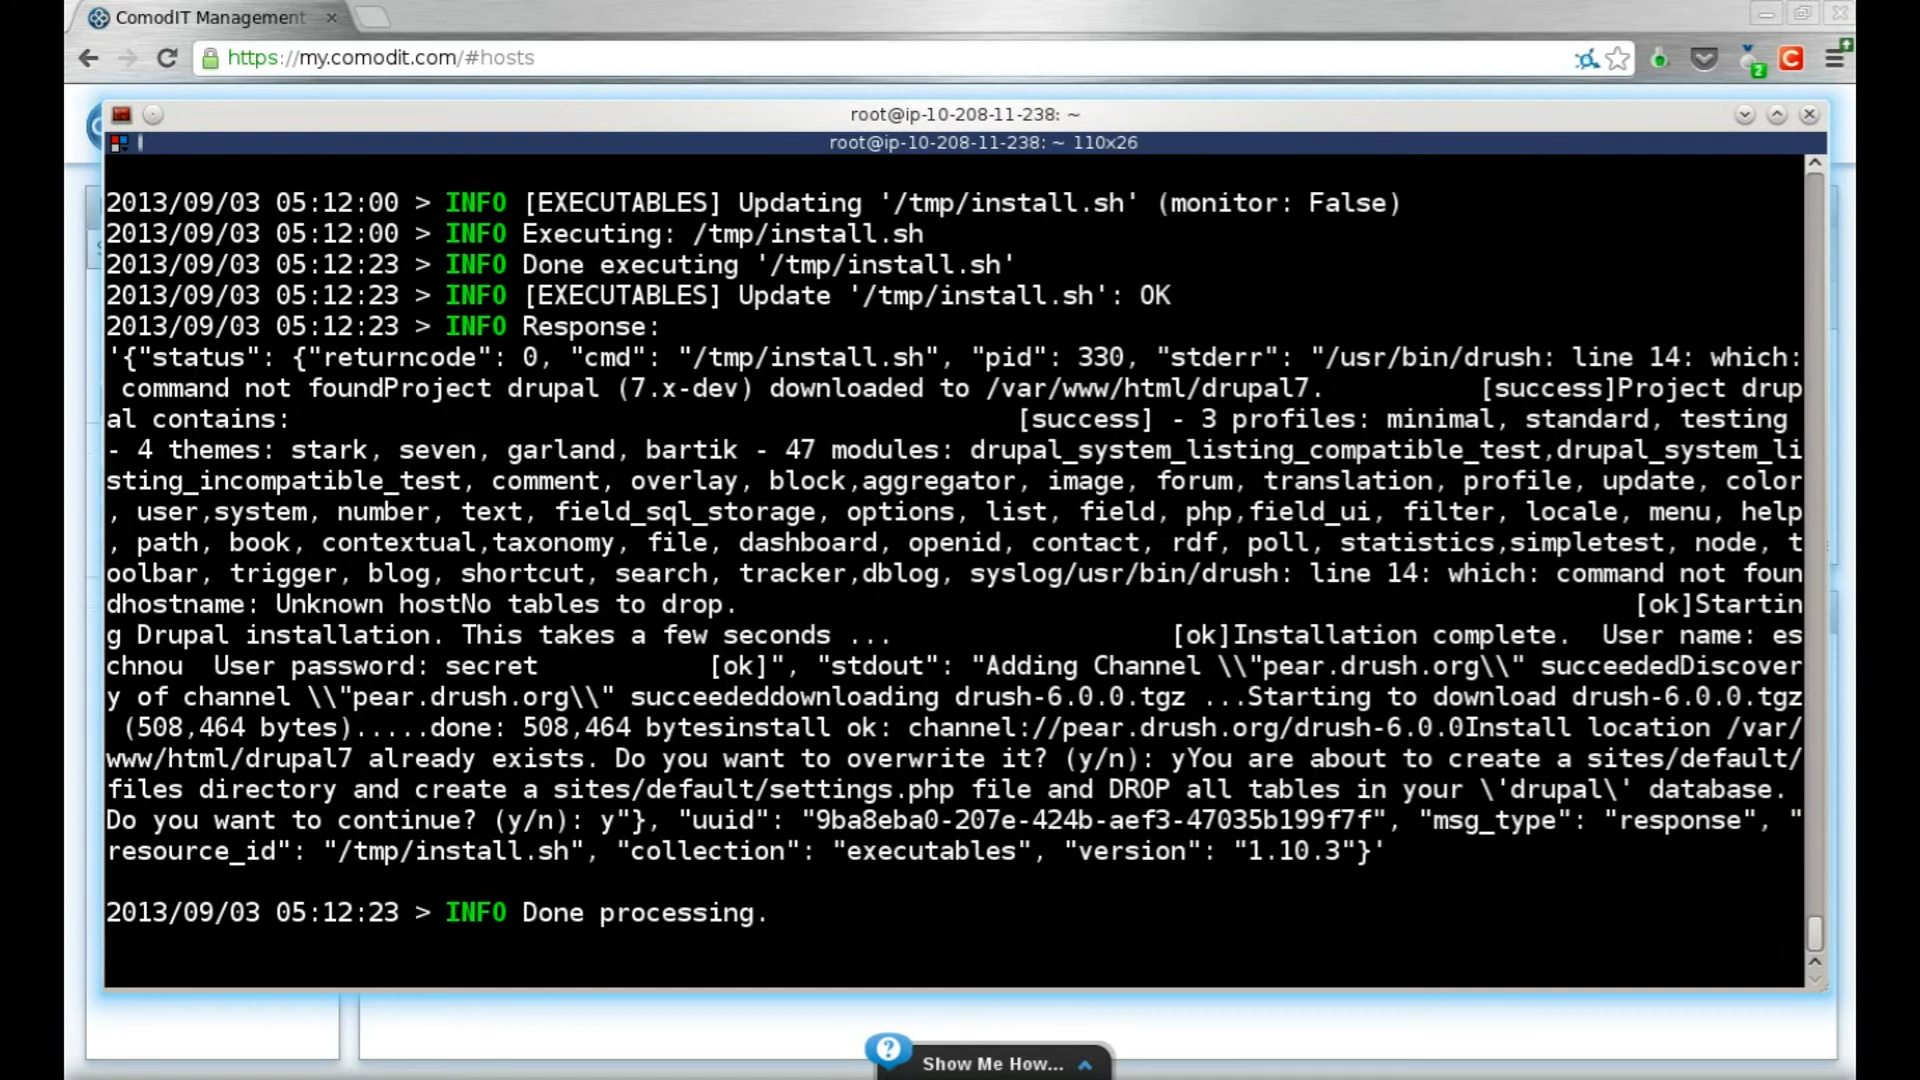 ComodIT Management
https://my.comodit.com/#hosts
2
C
root@ip-10-208-11-238: ~
root@ip-10-208-11-238: ~ 110x26
2013/09/03 05:12:00 > INFO [EXECUTABLES] Updating '/tmp/install.sh' (monitor: False)
2013/09/03 05:12:00 > INFO Executing: /tmp/install.sh
2013/09/03 05:12:23 > INFO Done executing '/tmp/install.sh'
2013/09/03 05:12:23 > INFO [EXECUTABLES] Update '/tmp/install.sh': OK
2013/09/03 05:12:23 > INFO Response:
'{"status": {"returncode": 0, "cmd": "/tmp/install.sh", "pid": 330, "stderr": "/usr/bin/drush: line 14: which:
command not foundProject drupal (7.x-dev) downloaded to /var/www/html/drupal7. [success]Project drup
al contains: [success] - 3 profiles: minimal, standard, testing
- 4 themes: stark, seven, garland, bartik - 47 modules: drupal_system_listing_compatible_test,drupal_system_li
sting_incompatible_test, comment, overlay, block,aggregator, image, forum, translation, profile, update, color
, user,system, number, text, field_sql_storage, options, list, field, php,field_ui, filter, locale, menu, help
, path, book, contextual,taxonomy, file, dashboard, openid, contact, rdf, poll, statistics,simpletest, node, t
oolbar, trigger, blog, shortcut, search, tracker,dblog, syslog/usr/bin/drush: line 14: which: command not foun
dhostname: Unknown hostNo tables to drop. [ok]Startin
g Drupal installation. This takes a few seconds ... [ok]Installation complete.  User name: es
chnou  User password: secret [ok]", "stdout": "Adding Channel \\"pear.drush.org\\" succeededDiscover
y of channel \\"pear.drush.org\\" succeededdownloading drush-6.0.0.tgz ...Starting to download drush-6.0.0.tgz
(508,464 bytes).....done: 508,464 bytesinstall ok: channel://pear.drush.org/drush-6.0.0Install location /var/
www/html/drupal7 already exists. Do you want to overwrite it? (y/n): yYou are about to create a sites/default/
files directory and create a sites/default/settings.php file and DROP all tables in your \'drupal\' database.
Do you want to continue? (y/n): y"}, "uuid": "9ba8eba0-207e-424b-aef3-47035b199f7f", "msg_type": "response", "
resource_id": "/tmp/install.sh", "collection": "executables", "version": "1.10.3"}'
2013/09/03 05:12:23 > INFO Done processing.
? Show Me How...